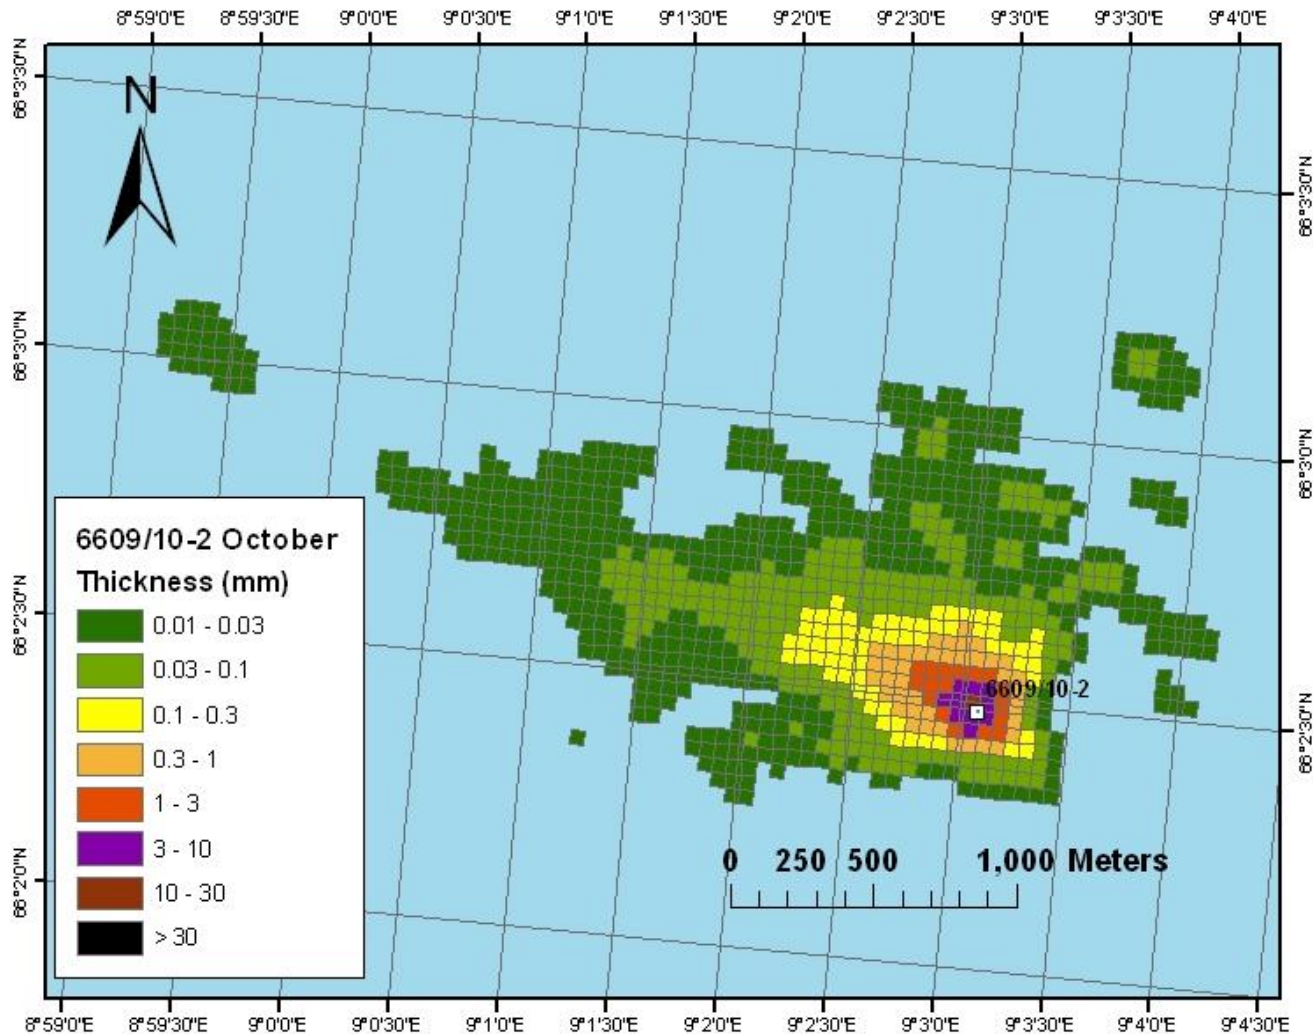 8°59'0"E 8°59'30"E 9°0'0"E 9°0'30"E 9°1'0"E 9°1'30"E 9°2'0"E 9°2'30"E 9°3'0"E 9°3'30"E 9°4'0"E
66°3'30"N
N
66°3'30"N
66°3'0"N
66°3'0"N
6609/10-2 October
Thickness (mm)
0.01 - 0.03
0.03 - 0.1
0.1 - 0.3
0.3 - 1
1 - 3
3 - 10
10 - 30
> 30
66°2'30"N
6609/10-2
66°2'30"N
0 250 500 1,000 Meters
66°2'0"N
8°59'0"E 8°59'30"E 9°0'0"E 9°0'30"E 9°1'0"E 9°1'30"E 9°2'0"E 9°2'30"E 9°3'0"E 9°3'30"E 9°4'0"E 9°4'30"E